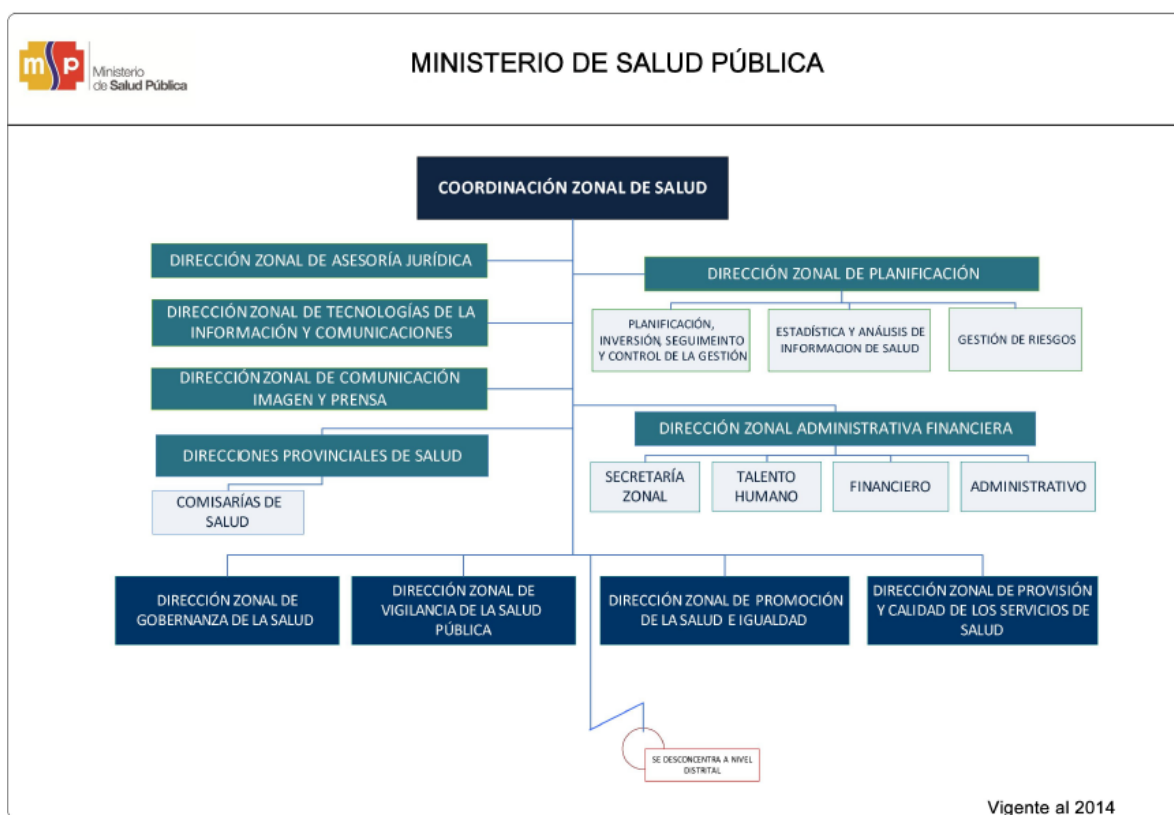 msp
Ministerio
de Salud Pública
MINISTERIO DE SALUD PÚBLICA
COORDINACIÓN ZONAL DE SALUD
DIRECCIÓN ZONAL DE ASESORÍA JURÍDICA
DIRECCIÓN ZONAL DE PLANIFICACIÓN
DIRECCIÓN ZONAL DE TECNOLOGÍAS DE LA
INFORMACIÓN Y COMUNICACIONES
PLANIFICACIÓN,
INVERSIÓN, SEGUIMEINTO
Y CONTROL DE LA GESTIÓN
ESTADÍSTICA Y ANÁLISIS DE
INFORMACION DE SALUD
GESTIÓN DE RIESGOS
DIRECCIÓN ZONAL DE COMUNICACIÓN
IMAGEN Y PRENSA
DIRECCIÓN ZONAL ADMINISTRATIVA FINANCIERA
DIRECCIONES PROVINCIALES DE SALUD
COMISARÍAS DE
SALUD
SECRETARÍA
ZONAL
TALENTO
HUMANO
FINANCIERO
ADMINISTRATIVO
DIRECCIÓN ZONAL DE
GOBERNANZA DE LA SALUD
DIRECCIÓN ZONAL DE
VIGILANCIA DE LA SALUD
PÚBLICA
DIRECCIÓN ZONAL DE PROMOCIÓN
DE LA SALUD E IGUALDAD
DIRECCIÓN ZONAL DE PROVISIÓN
Y CALIDAD DE LOS SERVICIOS DE
SALUD
SE DESCONCENTRA A NIVEL
DISTRITAL
Vigente al 2014